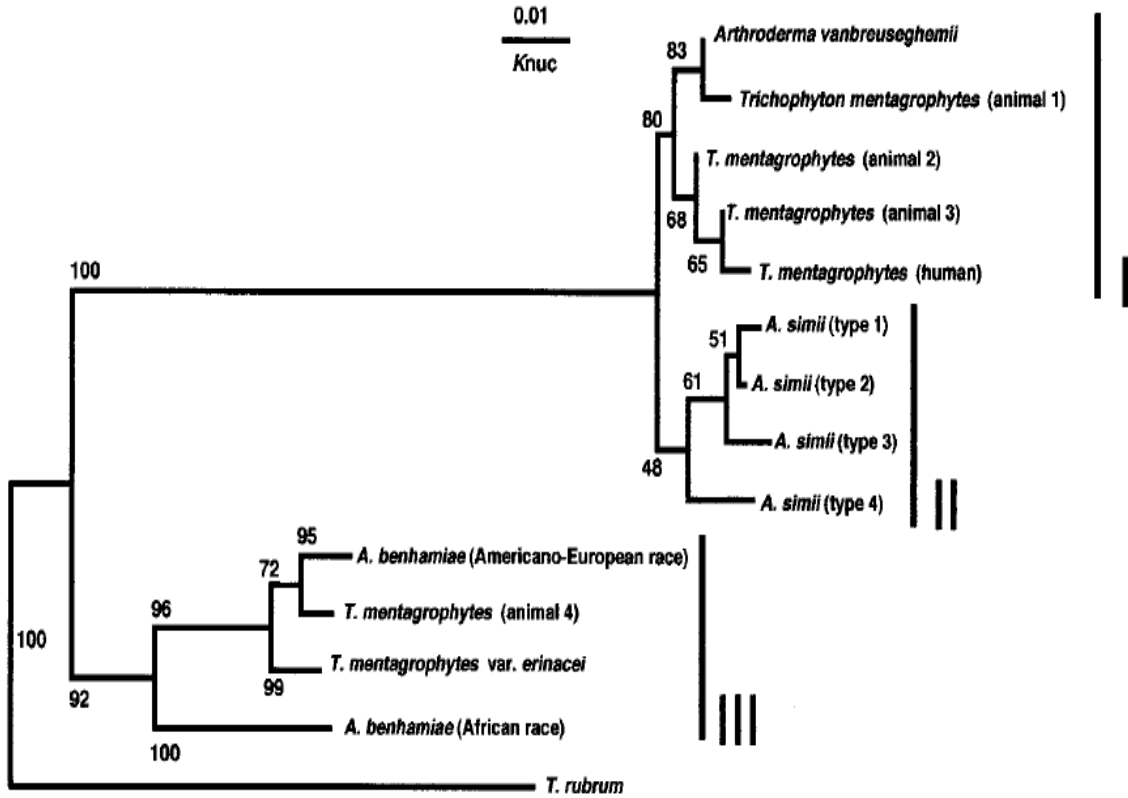 0.01
Knuc
Arthroderma vanbreuseghemii
83
Trichophyton mentagrophytes (animal 1)
80
T. mentagrophytes (animal 2)
T. mentagrophytes (animal 3)
68
65
T. mentagrophytes (human)
I
100
A. simii (type 1)
51
A. simii (type 2)
61
A. simii (type 3)
48
A. simii (type 4)
II
95
A. benhamiae (Americano-European race)
72
T. mentagrophytes (animal 4)
96
T. mentagrophytes var. erinacei
99
100
92
A. benhamiae (African race)
III
100
T. rubrum